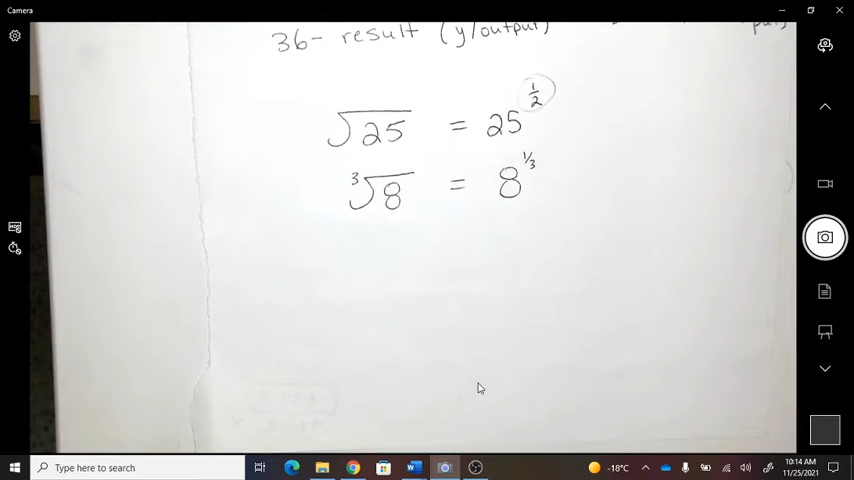 Camera
36- result (y/output)
√25 = 25^½
³√8 = 8^⅓
Type here to search
-18°C
10:14 AM
11/25/2021